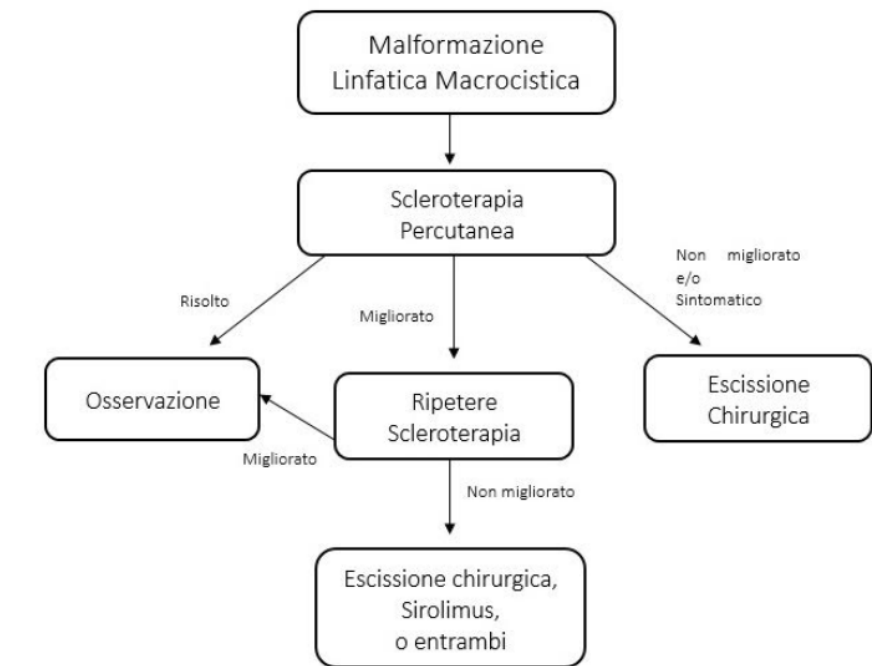 Malformazione
Linfatica Macrocistica
Scleroterapia
Percutanea
Non migliorato
e/o
Sintomatico
Risolto
Migliorato
Osservazione
Ripetere
Scleroterapia
Escissione
Chirurgica
Migliorato
Non migliorato
Escissione chirurgica,
Sirolimus,
o entrambi